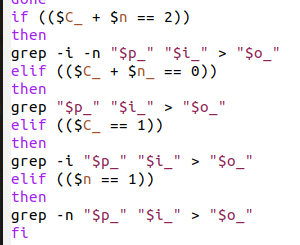 done
if (($C_ + $n == 2))
then
grep -i -n "$p_" "$i_" > "$o_"
elif (($C_ + $n_ == 0))
then
grep "$p_" "$i_" > "$o_"
elif (($C_ == 1))
then
grep -i "$p_" "$i_" > "$o_"
elif (($n == 1))
then
grep -n "$p_" "$i_" > "$o_"
fi